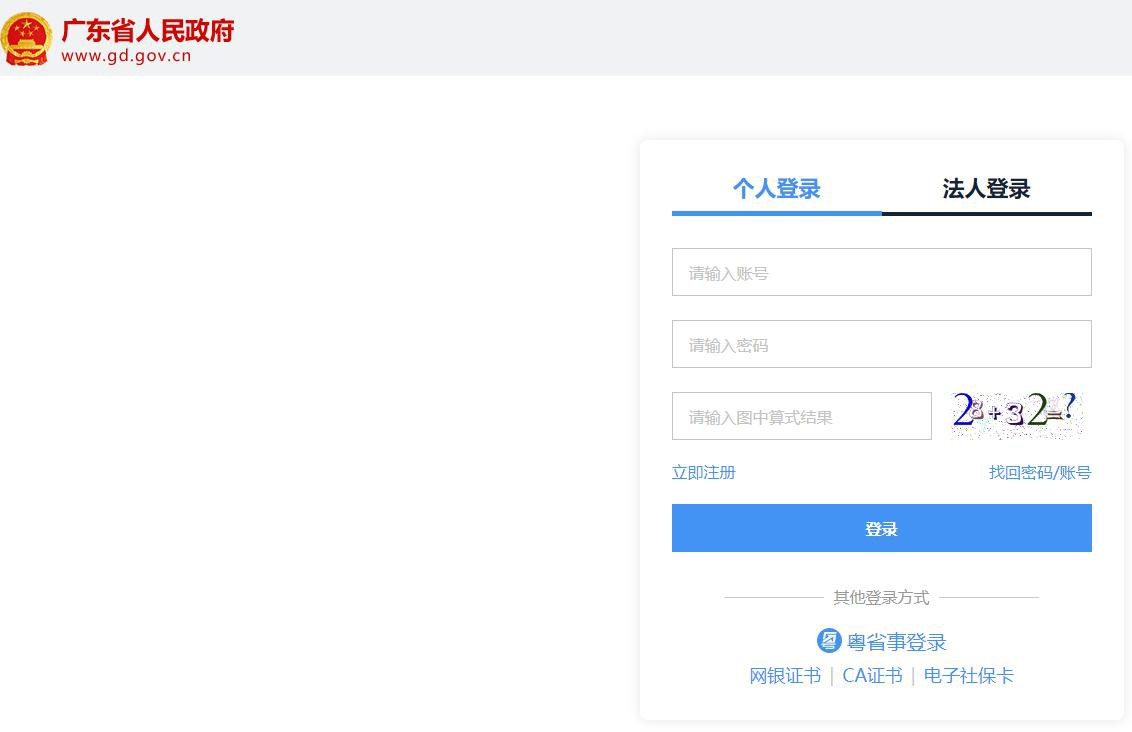 广东省人民政府
www.gd.gov.cn
个人登录 法人登录
请输入账号
请输入密码
请输入图中算式结果 28+32=?
立即注册 找回密码/账号
登录
其他登录方式
粤省事登录
网银证书 | CA证书 | 电子社保卡